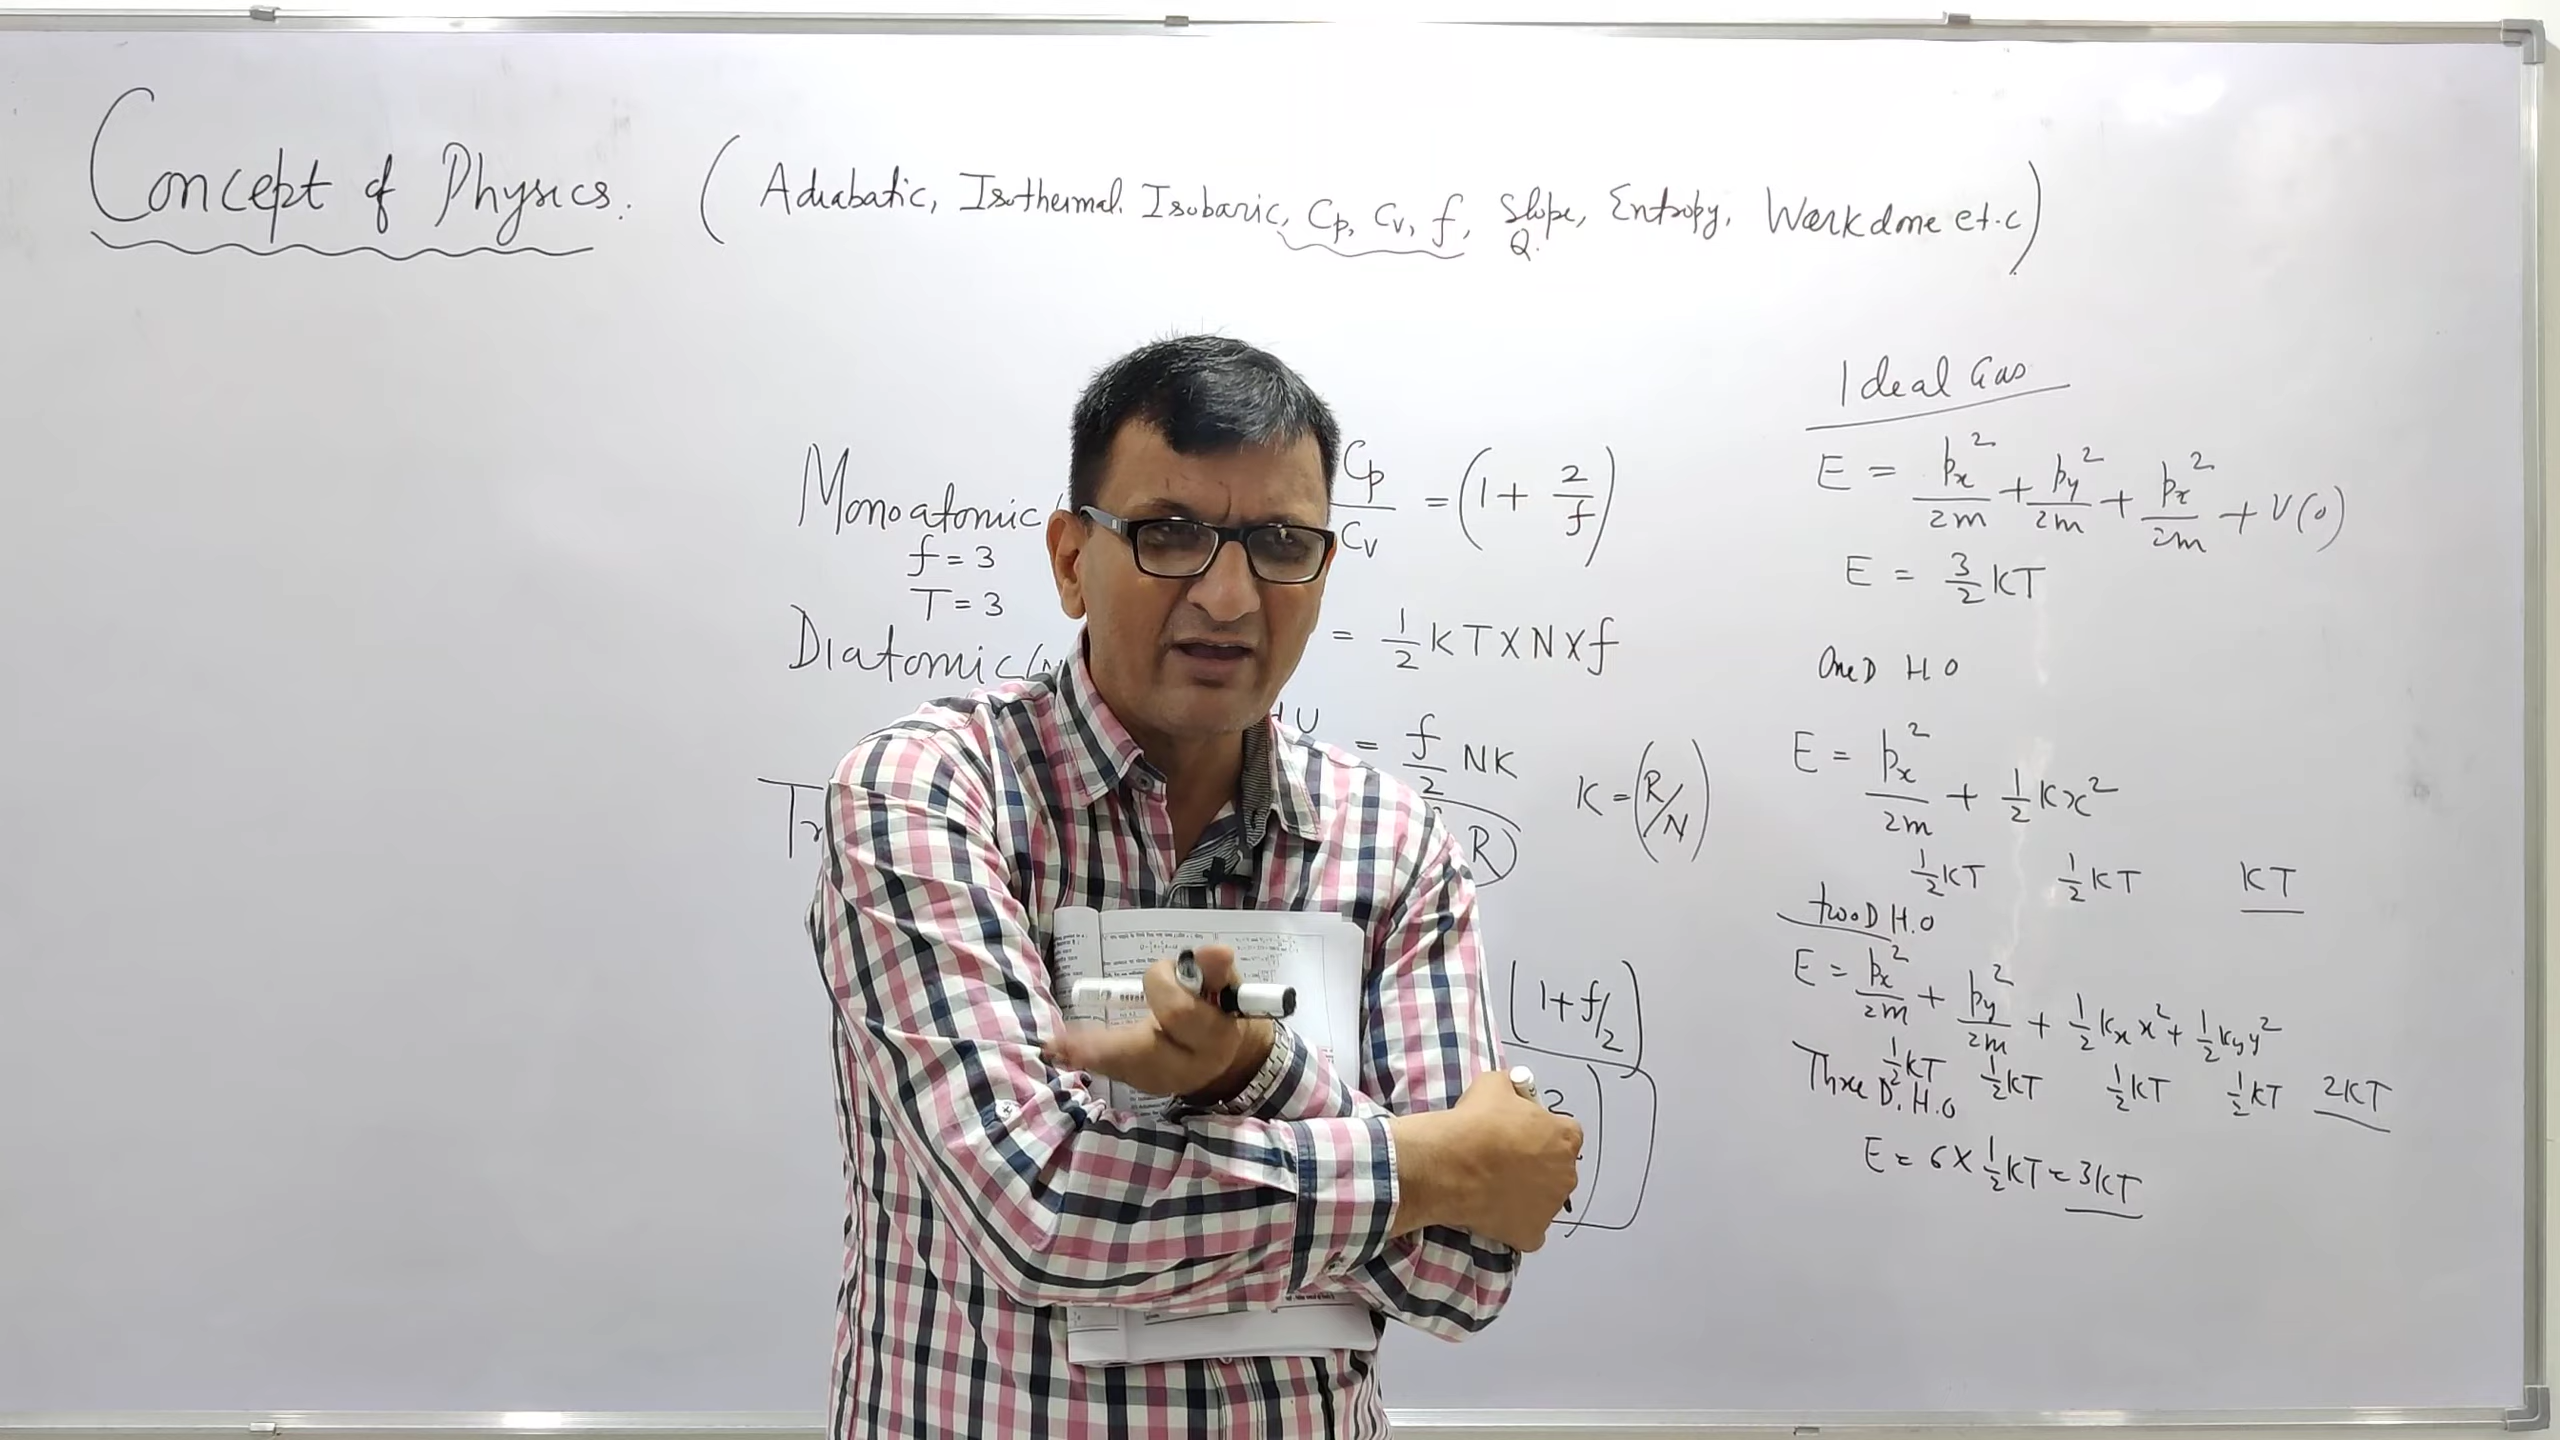 Concept of Physics. (Adiabatic, Isothermal. Isobaric, Cp, Cv, f, Slope, Entropy, Workdone et.c)
Q.
Monoatomic
f = 3
T = 3
Diatomic
Cp/Cv = (1 + 2/f)
= 1/2 KT X N X f
dU = f/2 NK
K = (R/N)
R
(1 + f/2)
2
Ideal Gas
E = px²/2m + py²/2m + pz²/2m + V(0)
E = 3/2 KT
One D H.O
E = px²/2m + 1/2 Kx²
1/2 KT 1/2 KT KT
two D H.O
E = px²/2m + py²/2m + 1/2 Kx x² + 1/2 Ky y²
1/2 KT 1/2 KT 1/2 KT 1/2 KT 2KT
Three D. H.O
E = 6 X 1/2 KT = 3KT